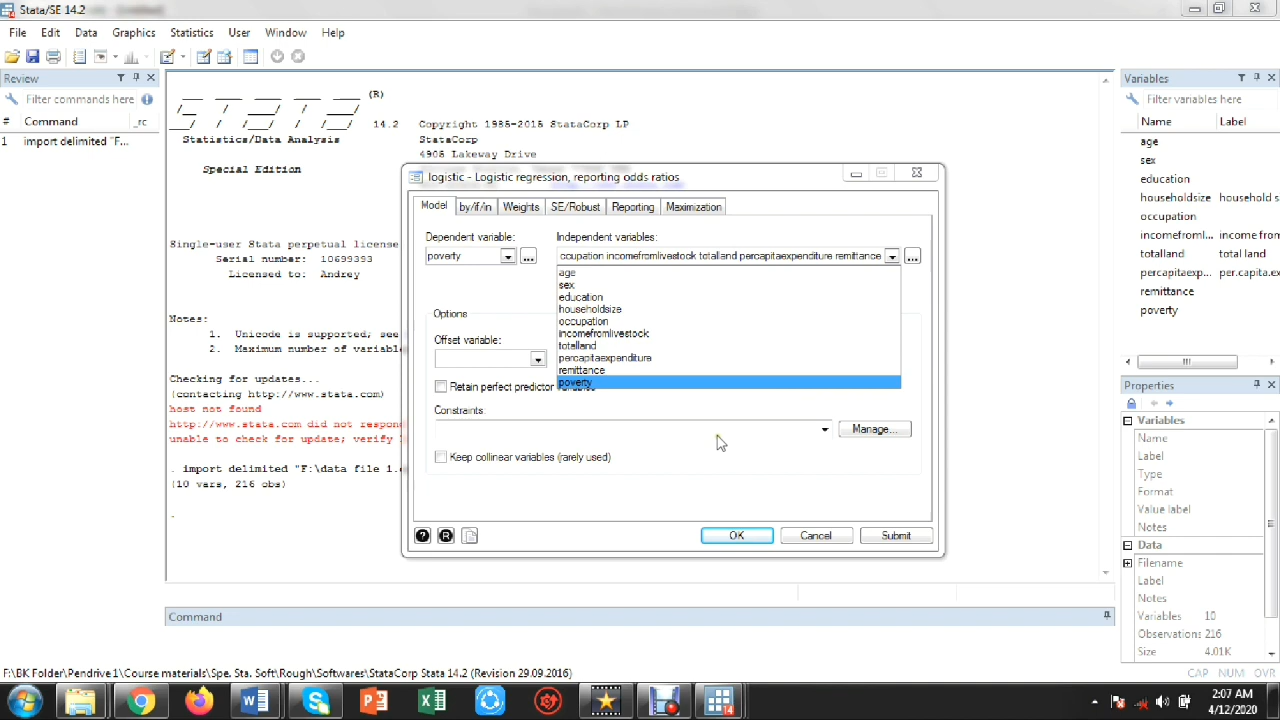 Stata/SE 14.2
File Edit Data Graphics Statistics User Window Help
Review
Filter commands here
# Command _rc
1 import delimited "F...
(R)
14.2 Copyright 1985-2015 StataCorp LP
Statistics/Data Analysis StataCorp
4905 Lakeway Drive
Special Edition
Single-user Stata perpetual license
Serial number: 10699393
Licensed to: Andrey
Notes:
1. Unicode is supported; see
2. Maximum number of variable
Checking for updates...
(contacting http://www.stata.com)
host not found
http://www.stata.com did not respon
unable to check for update; verify
. import delimited "F:\data file 1.
(10 vars, 216 obs)
.
logistic - Logistic regression, reporting odds ratios
Model by/if/in Weights SE/Robust Reporting Maximization
Dependent variable: Independent variables:
poverty ... ccupation incomefromlivestock totalland percapitaexpenditure remittance ...
age
sex
education
householdsize
occupation
incomefromlivestock
totalland
percapitaexpenditure
remittance
poverty
Options
Offset variable:
Retain perfect predictor
Constraints:
Manage...
Keep collinear variables (rarely used)
OK Cancel Submit
Command
Variables
Filter variables here
Name Label
age
sex
education
householdsize household s
occupation
incomefroml... income from
totalland total land
percapitaexp... per.capita.ex
remittance
poverty
Properties
Variables
Name
Label
Type
Format
Value label
Notes
Data
Filename
Label
Notes
Variables 10
Observations 216
Size 4.01K
F:\BK Folder\Pendrive 1\Course materials\Spe. Sta. Soft\Rough\Softwares\StataCorp Stata 14.2 (Revision 29.09.2016) CAP NUM OVR
2:07 AM
4/12/2020